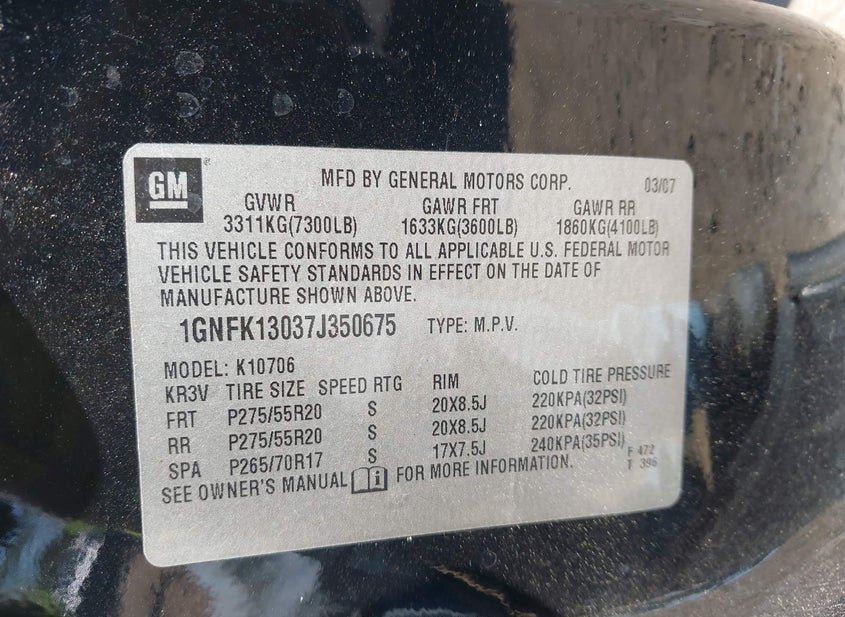 GM ® MFD BY GENERAL MOTORS CORP. 03/07
GVWR GAWR FRT GAWR RR
3311KG(7300LB) 1633KG(3600LB) 1860KG(4100LB)
THIS VEHICLE CONFORMS TO ALL APPLICABLE U.S. FEDERAL MOTOR
VEHICLE SAFETY STANDARDS IN EFFECT ON THE DATE OF
MANUFACTURE SHOWN ABOVE.
1GNFK13037J350675 TYPE: M.P.V.
MODEL: K10706
KR3V TIRE SIZE SPEED RTG RIM COLD TIRE PRESSURE
FRT P275/55R20 S 20X8.5J 220KPA(32PSI)
RR P275/55R20 S 20X8.5J 220KPA(32PSI)
SPA P265/70R17 S 17X7.5J 240KPA(35PSI) F 472
SEE OWNER'S MANUAL i FOR MORE INFORMATION. T 396